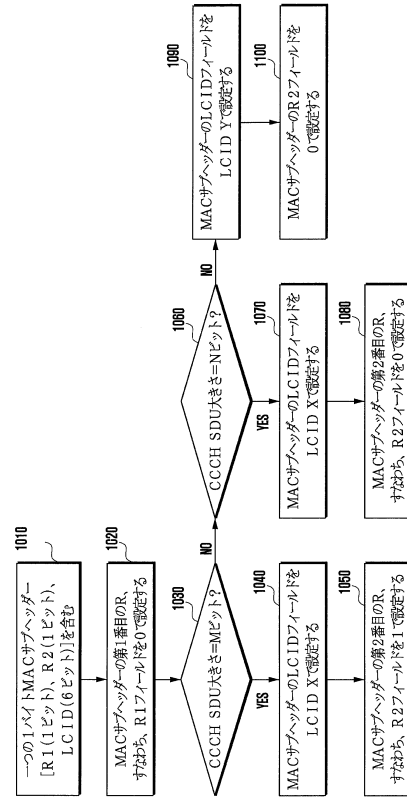 1010
一つの1バイトMACサブヘッダー
[R1(1ビット)、R2(1ビット)、
LCID(6ビット)]を含む
1020
MACサブヘッダーの第1番目のR、
すなわち、R1フィールドを0で設定する
1030
CCCH SDU大きさ=Mビット?
YES
NO
1040
MACサブヘッダーのLCIDフィールドを
LCID Xで設定する
1050
MACサブヘッダーの第2番目のR、
すなわち、R2フィールドを1で設定する
1060
CCCH SDU大きさ=Nビット?
YES
NO
1070
MACサブヘッダーのLCIDフィールドを
LCID Xで設定する
1080
MACサブヘッダーの第2番目のR、
すなわち、R2フィールドを0で設定する
1090
MACサブヘッダーのLCIDフィールドを
LCID Yで設定する
1100
MACサブヘッダーのR2フィールドを
0で設定する